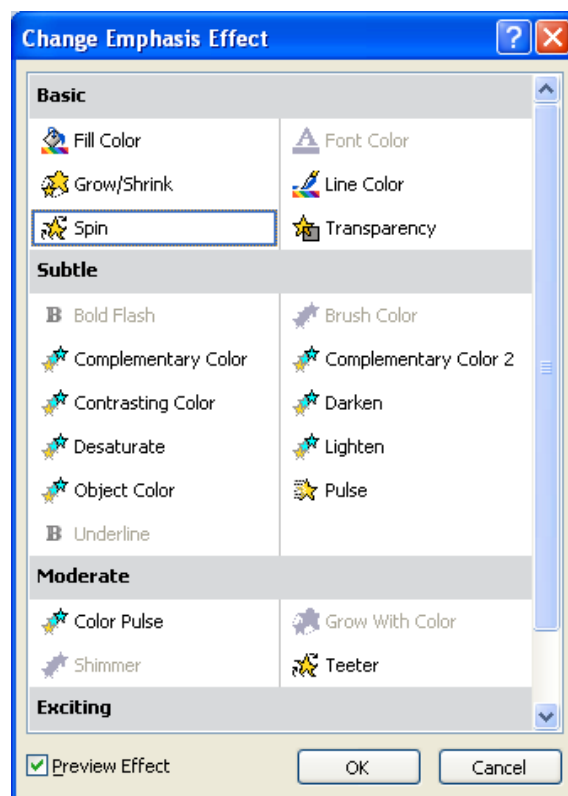 Change Emphasis Effect
Basic
Fill Color Font Color
Grow/Shrink Line Color
Spin Transparency
Subtle
B Bold Flash Brush Color
Complementary Color Complementary Color 2
Contrasting Color Darken
Desaturate Lighten
Object Color Pulse
B Underline
Moderate
Color Pulse Grow With Color
Shimmer Teeter
Exciting
Preview Effect OK Cancel